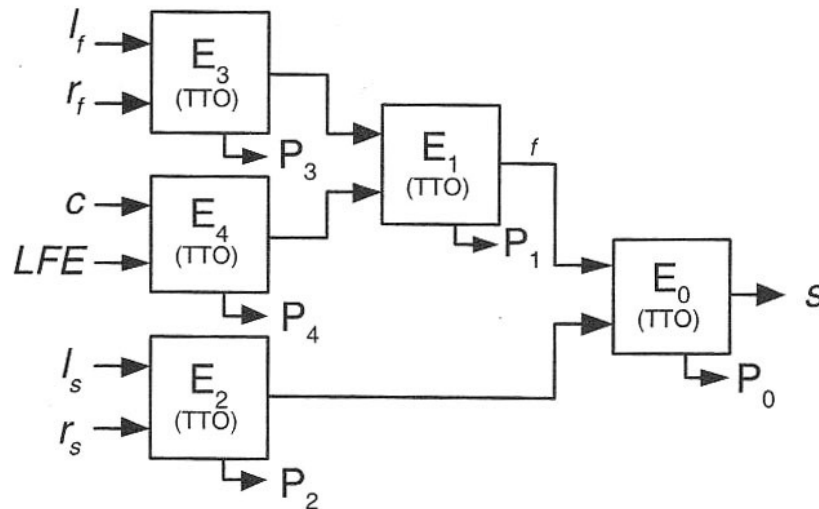 l_f
r_f
E_3
(TTO)
P_3
c
LFE
E_4
(TTO)
P_4
l_s
r_s
E_2
(TTO)
P_2
E_1
(TTO)
P_1
f
E_0
(TTO)
P_0
s